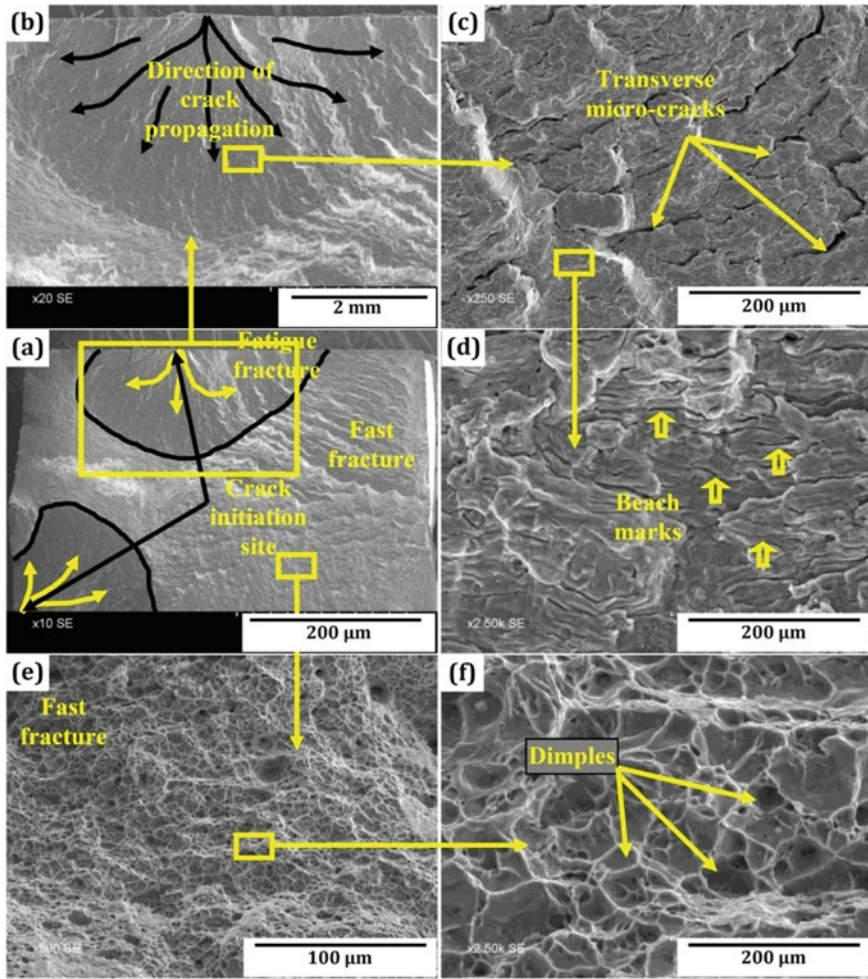 (b)
Direction of
crack
propagation
x20 SE
2 mm
(c)
Transverse
micro-cracks
x250 SE
200 µm
(a)
Fatigue
fracture
Fast
fracture
Crack
initiation
site
x10 SE
200 µm
(d)
Beach
marks
x2.50k SE
200 µm
(e)
Fast
fracture
x500 SE
100 µm
(f)
Dimples
x2.50k SE
200 µm